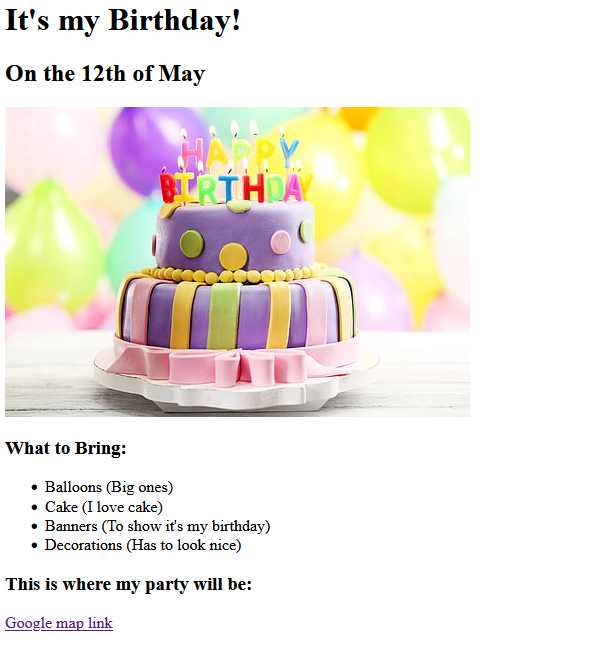 It's my Birthday!
On the 12th of May
HAPPY
BIRTHDAY
What to Bring:
Balloons (Big ones)
Cake (I love cake)
Banners (To show it's my birthday)
Decorations (Has to look nice)
This is where my party will be:
Google map link